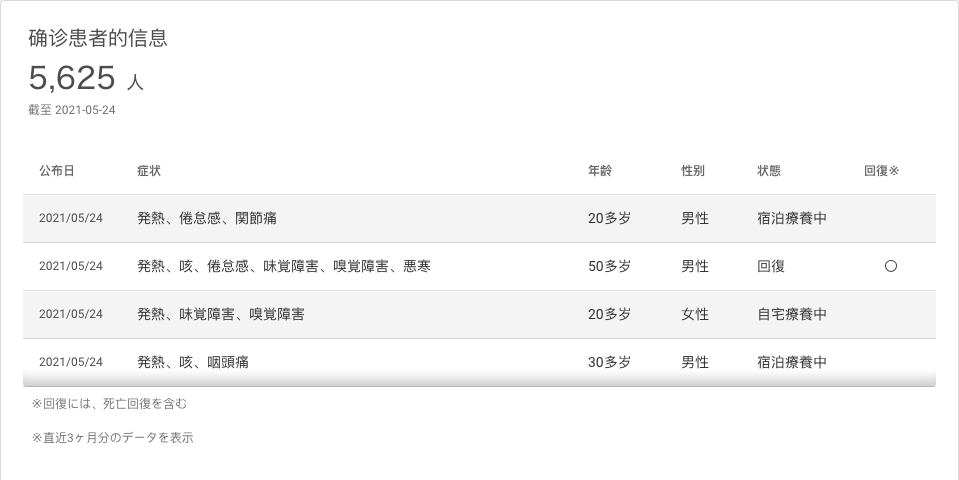 确诊患者的信息
5,625 人
截至 2021-05-24
公布日 症状 年齢 性別 状態 回復※
2021/05/24 発熱、倦怠感、関節痛 20多岁 男性 宿泊療養中
2021/05/24 発熱、咳、倦怠感、味覚障害、嗅覚障害、悪寒 50多岁 男性 回復 〇
2021/05/24 発熱、味覚障害、嗅覚障害 20多岁 女性 自宅療養中
2021/05/24 発熱、咳、咽頭痛 30多岁 男性 宿泊療養中
※回復には、死亡回復を含む
※直近3ヶ月分のデータを表示